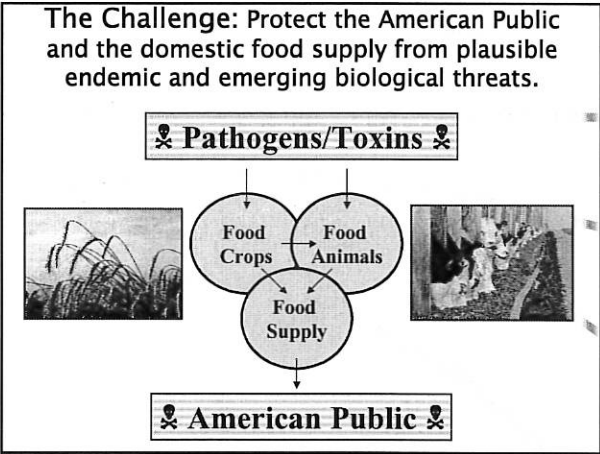 The Challenge: Protect the American Public
and the domestic food supply from plausible
endemic and emerging biological threats.
☠ Pathogens/Toxins ☠
Food
Crops
Food
Animals
Food
Supply
☠ American Public ☠